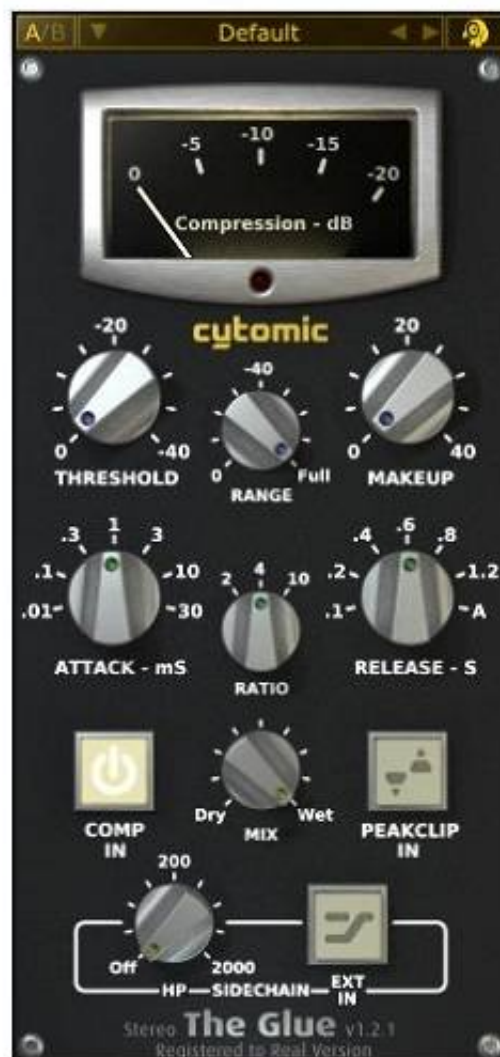 A/B Default
-5 -10 -15
0 -20
Compression - dB
cytomic
-20 -40 20
0 -40 0 Full 0 40
THRESHOLD RANGE MAKEUP
.01 .1 .3 1 3 10 30
ATTACK - mS
2 4 10
RATIO
.1 .2 .4 .6 .8 1.2 A
RELEASE - S
COMP
IN
Dry Wet
MIX
PEAKCLIP
IN
200
Off 2000
EXT
IN
HP SIDECHAIN
Stereo The Glue v1.2.1
Registered to Real Version